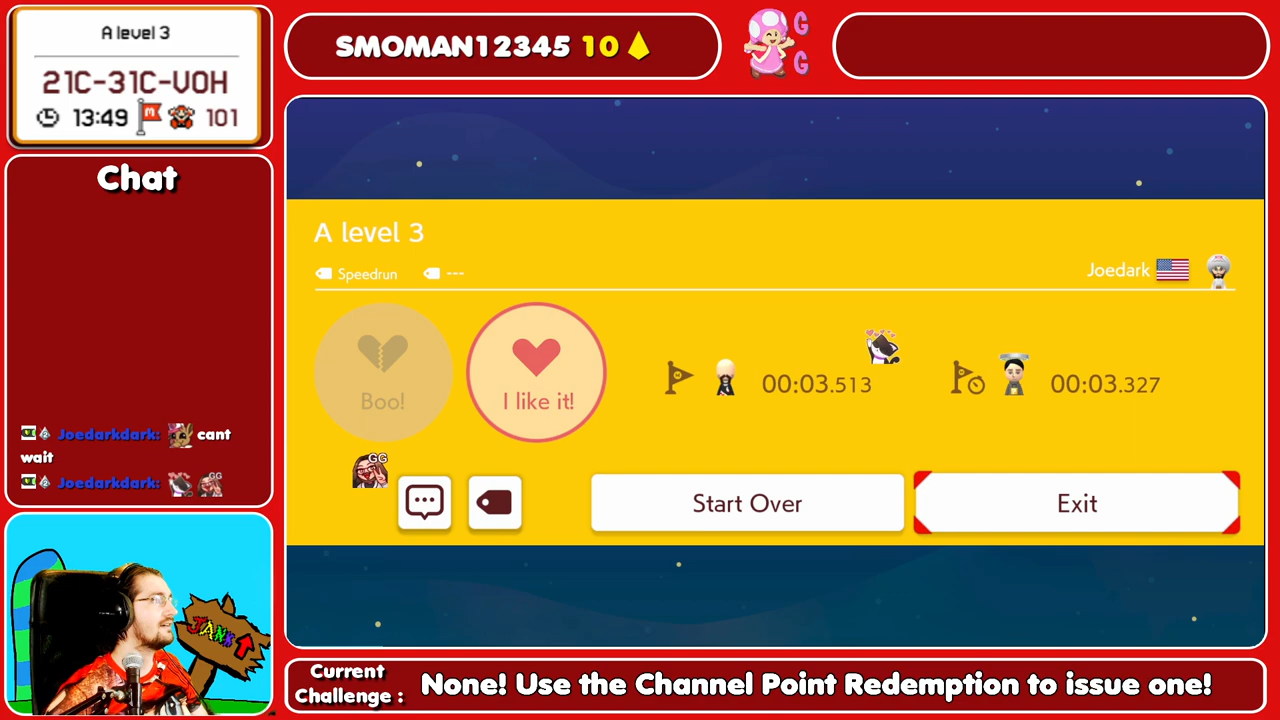 A level 3
21C-31C-V0H
13:49 101
SMOMAN12345 10
G
G
Chat
Joedarkdark: cant
wait
Joedarkdark: GG
A level 3
Speedrun ---
Joedark
Boo!
I like it!
00:03.513
00:03.327
GG
Start Over
Exit
JANK
Current
Challenge :
None! Use the Channel Point Redemption to issue one!